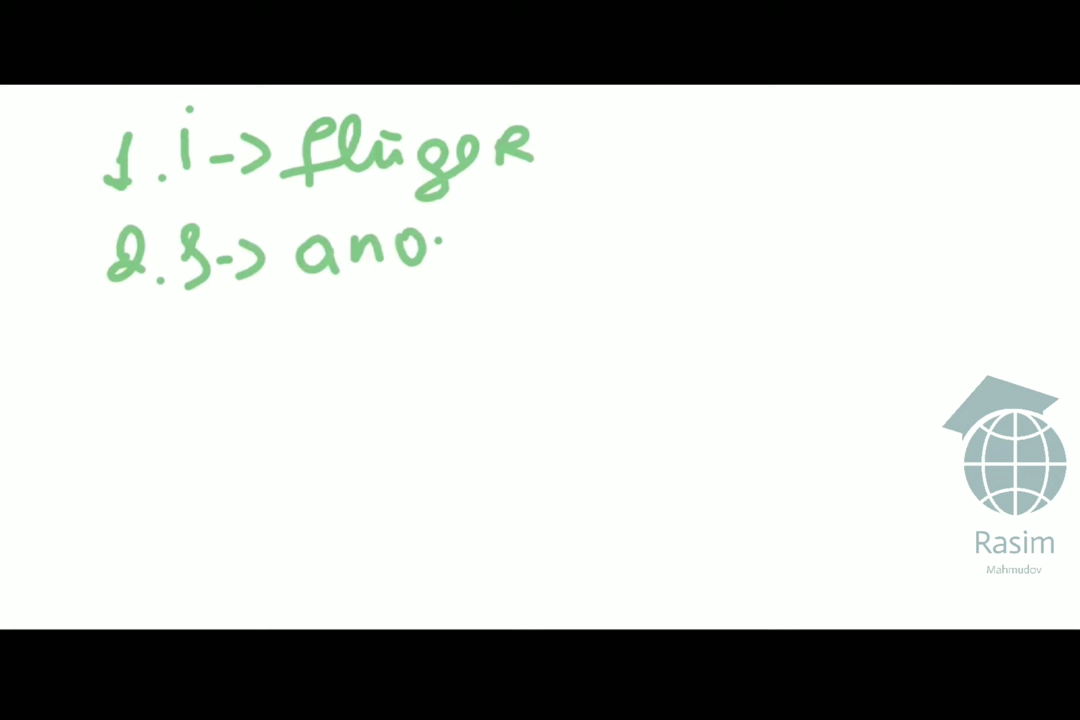 1. İ -> flüger
2. S -> ano.
Rasim
Mahmudov